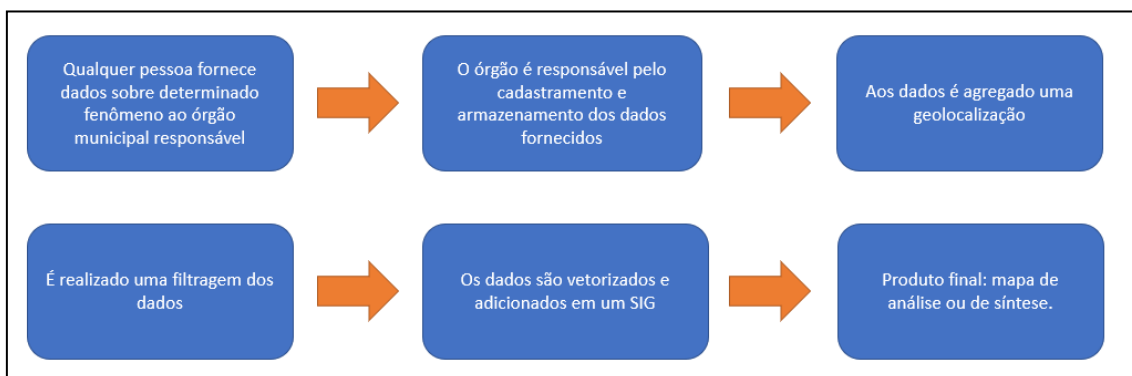 Qualquer pessoa fornece
dados sobre determinado
fenômeno ao órgão
municipal responsável
O órgão é responsável pelo
cadastramento e
armazenamento dos dados
fornecidos
Aos dados é agregado uma
geolocalização
É realizado uma filtragem dos
dados
Os dados são vetorizados e
adicionados em um SIG
Produto final: mapa de
análise ou de síntese.